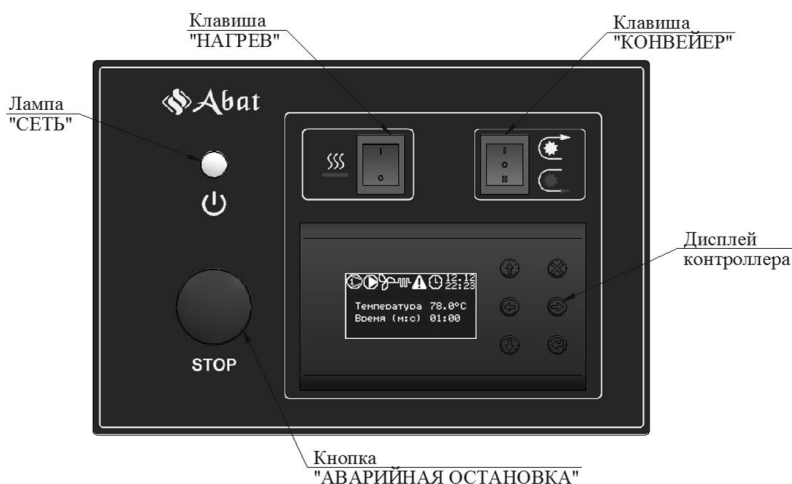 Клавиша
"НАГРЕВ"
Клавиша
"КОНВЕЙЕР"
Лампа
"СЕТЬ"
Abat
I
O
I
O
II
Дисплей
контроллера
12.12
22:23
Температура 78.0°C
Время (м:с) 01:00
STOP
Кнопка
"АВАРИЙНАЯ ОСТАНОВКА"